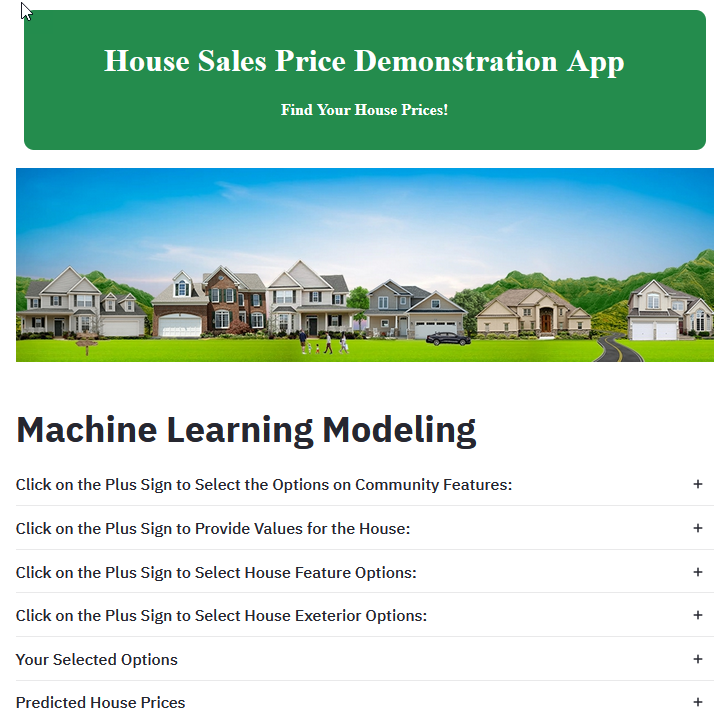 House Sales Price Demonstration App
Find Your House Prices!
Machine Learning Modeling
Click on the Plus Sign to Select the Options on Community Features:
+
Click on the Plus Sign to Provide Values for the House:
+
Click on the Plus Sign to Select House Feature Options:
+
Click on the Plus Sign to Select House Exeterior Options:
+
Your Selected Options
+
Predicted House Prices
+